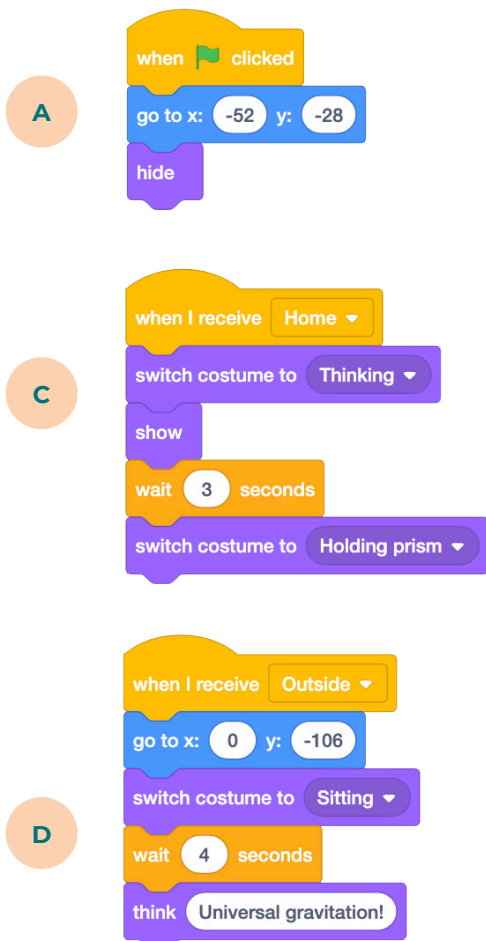 when clicked
A
go to x: -52 y: -28
hide
when I receive Home
switch costume to Thinking
C
show
wait 3 seconds
switch costume to Holding prism
when I receive Outside
go to x: 0 y: -106
switch costume to Sitting
D
wait 4 seconds
think Universal gravitation!